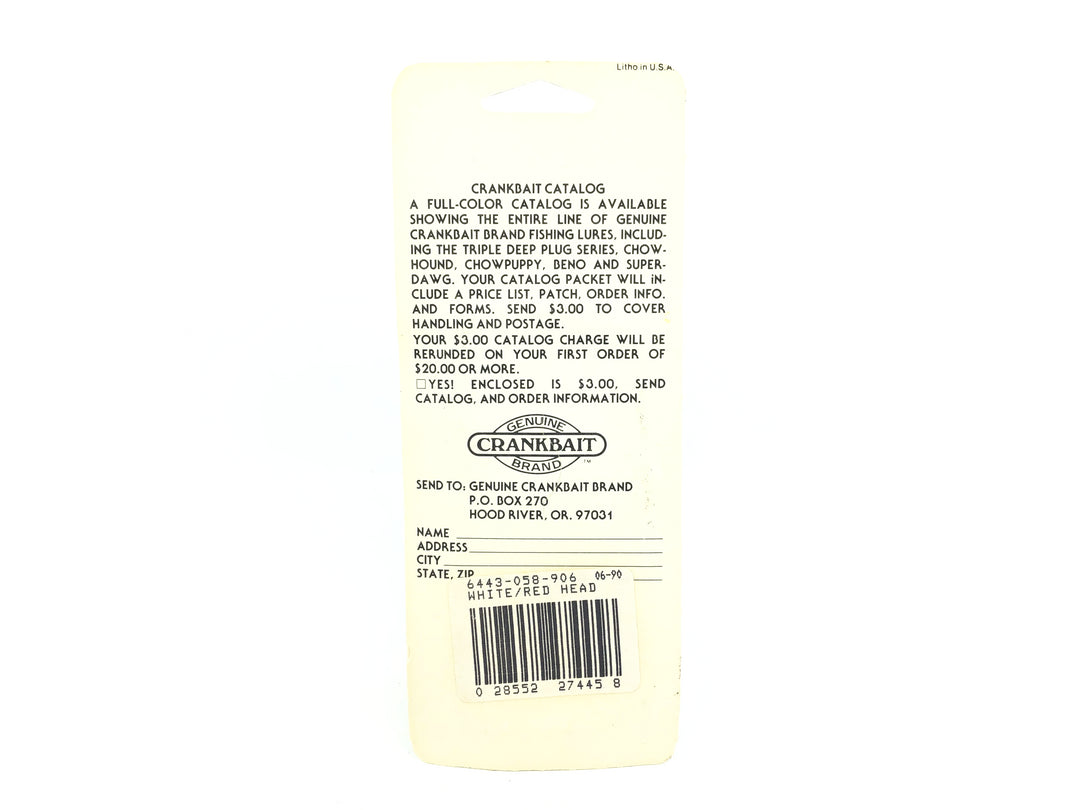 Litho in U.S.A.
CRANKBAIT CATALOG
A FULL-COLOR CATALOG IS AVAILABLE
SHOWING THE ENTIRE LINE OF GENUINE
CRANKBAIT BRAND FISHING LURES, INCLUD-
ING THE TRIPLE DEEP PLUG SERIES, CHOW-
HOUND, CHOWPUPPY, BENO AND SUPER-
DAWG. YOUR CATALOG PACKET WILL iN-
CLUDE A PRICE LIST, PATCH, ORDER INFO.
AND FORMS. SEND $3.00 TO COVER
HANDLING AND POSTAGE.
YOUR $3.00 CATALOG CHARGE WILL BE
RERUNDED ON YOUR FIRST ORDER OF
$20.00 OR MORE.
☐YES! ENCLOSED IS $3.00, SEND
CATALOG, AND ORDER INFORMATION.
GENUINE
CRANKBAIT
BRAND ™
SEND TO: GENUINE CRANKBAIT BRAND
P.O. BOX 270
HOOD RIVER, OR. 97031
NAME
ADDRESS
CITY
STATE, ZIP
6443-058-906 06-90
WHITE/RED HEAD
0 28552 27445 8